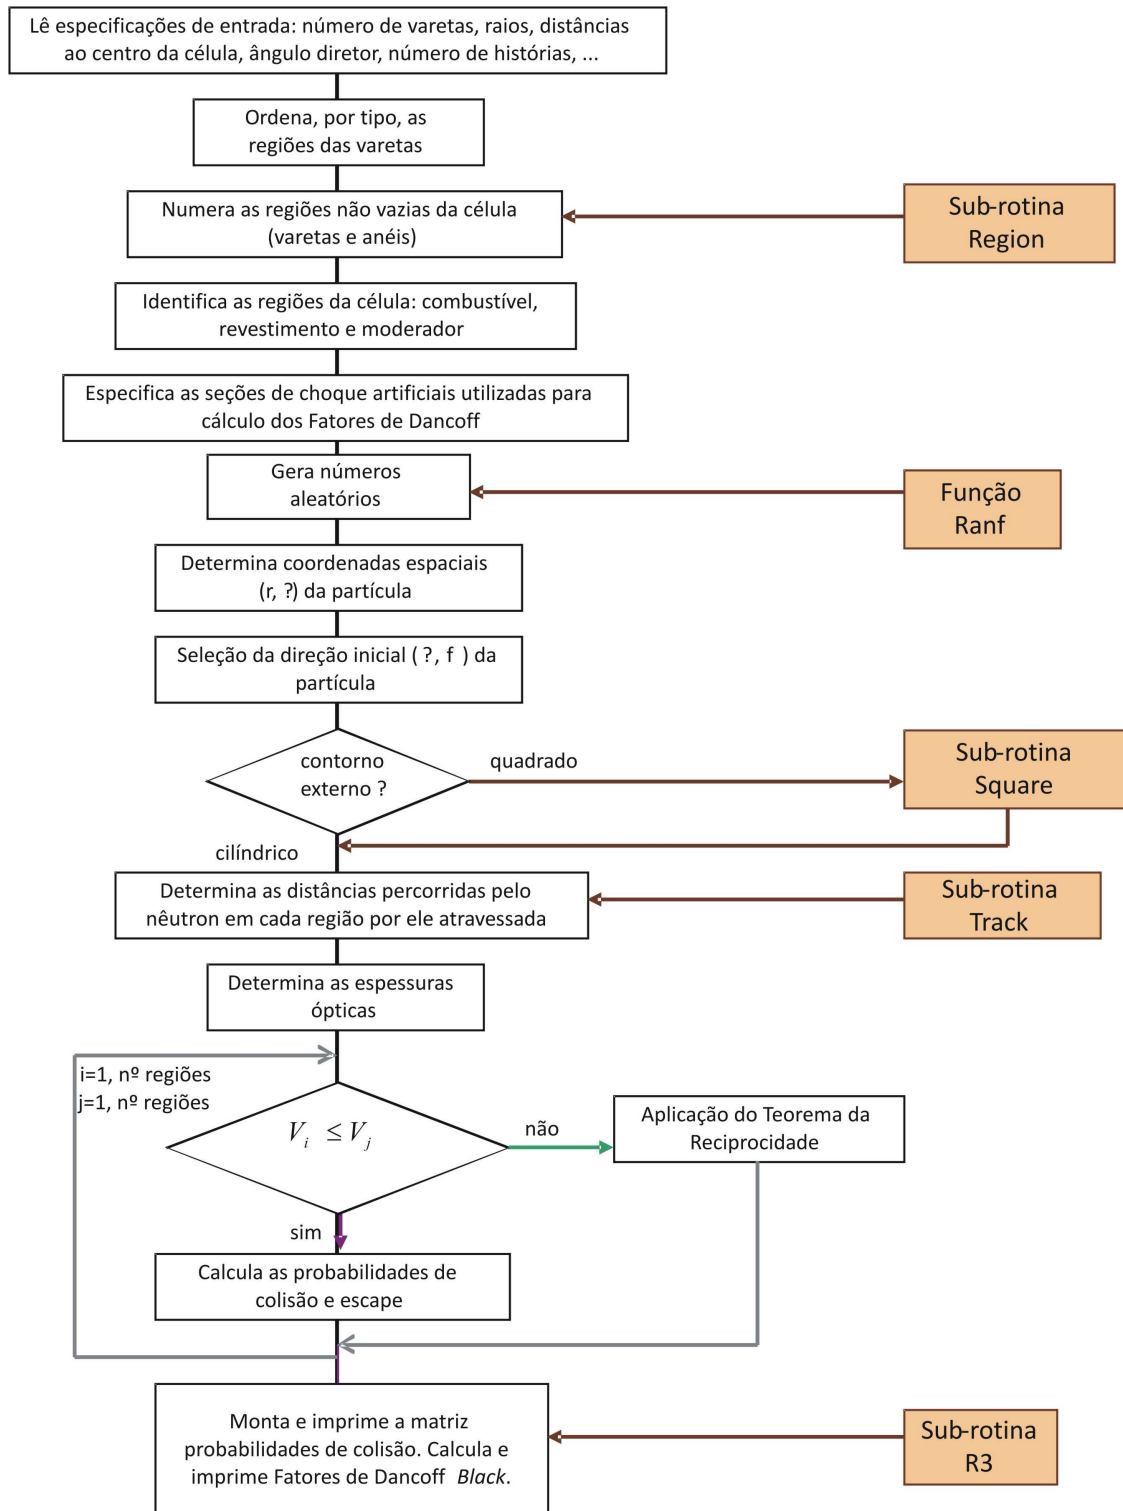 Lê especificações de entrada: número de varetas, raios, distâncias
ao centro da célula, ângulo diretor, número de histórias, ...
Ordena, por tipo, as
regiões das varetas
Numera as regiões não vazias da célula
(varetas e anéis)
Sub-rotina
Region
Identifica as regiões da célula: combustível,
revestimento e moderador
Especifica as seções de choque artificiais utilizadas para
cálculo dos Fatores de Dancoff
Gera números
aleatórios
Função
Ranf
Determina coordenadas espaciais
(r, ?) da partícula
Seleção da direção inicial ( ?, f ) da
partícula
contorno
externo ?
quadrado
Sub-rotina
Square
cilíndrico
Determina as distâncias percorridas pelo
nêutron em cada região por ele atravessada
Sub-rotina
Track
Determina as espessuras
ópticas
i=1, nº regiões
j=1, nº regiões
V_i ≤ V_j
não
Aplicação do Teorema da
Reciprocidade
sim
Calcula as probabilidades de
colisão e escape
Monta e imprime a matriz
probabilidades de colisão. Calcula e
imprime Fatores de Dancoff Black.
Sub-rotina
R3